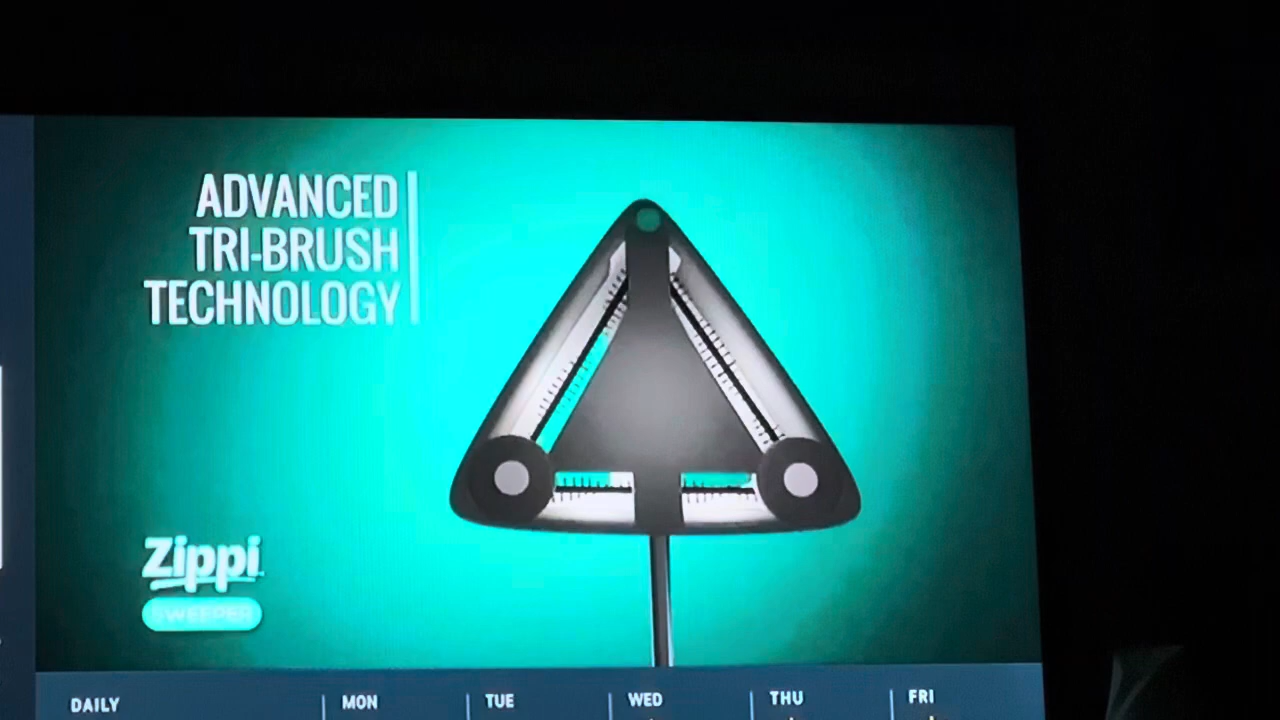 ADVANCED
TRI-BRUSH
TECHNOLOGY
Zippi
SWEEPER
DAILY MON TUE WED THU FRI